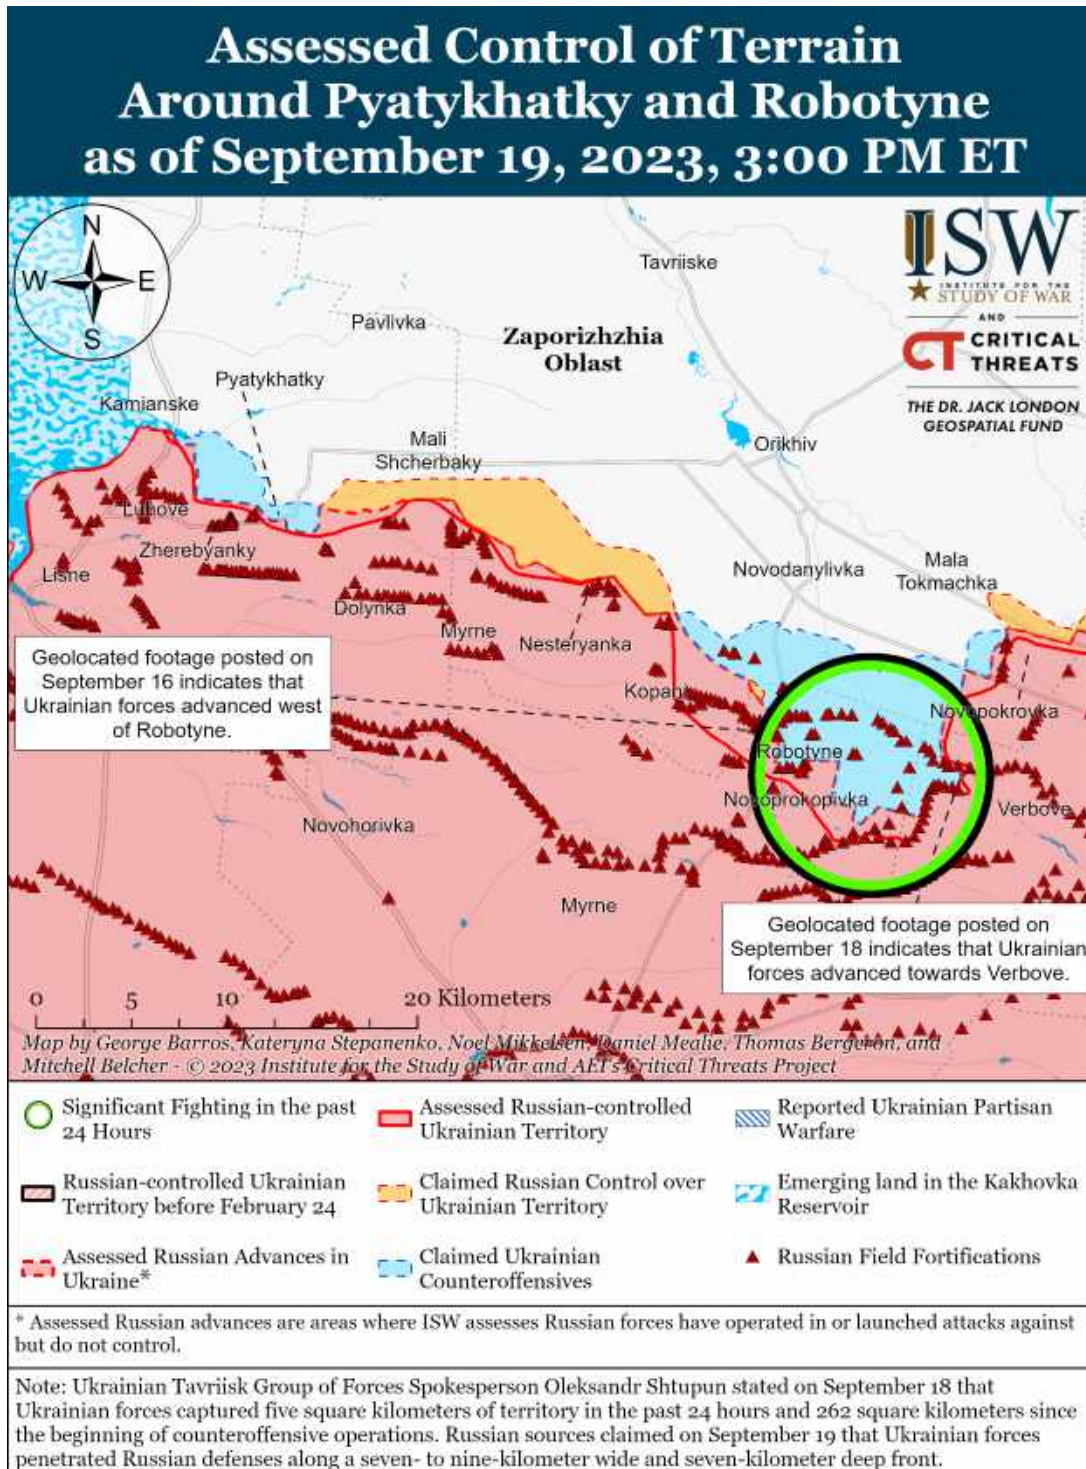 Assessed Control of Terrain
Around Pyatykhatky and Robotyne
as of September 19, 2023, 3:00 PM ET
N
W
E
S
ISW
INSTITUTE FOR THE
STUDY OF WAR
AND
CT CRITICAL
THREATS
THE DR. JACK LONDON
GEOSPATIAL FUND
Tavriiske
Pavlivka
Zaporizhzhia
Oblast
Pyatykhatky
Kamianske
Mali
Shcherbaky
Orikhiv
Luhove
Zherebyanky
Lisne
Novodanylivka
Mala
Tokmachka
Dolynka
Myrne
Nesteryanka
Geolocated footage posted on
September 16 indicates that
Ukrainian forces advanced west
of Robotyne.
Kopani
Novopokrovka
Robotyne
Novoprokopivka
Verbove
Novohorivka
Myrne
Geolocated footage posted on
September 18 indicates that Ukrainian
forces advanced towards Verbove.
0 5 10 20 Kilometers
Map by George Barros, Kateryna Stepanenko, Noel Mikkelsen, Daniel Mealie, Thomas Bergeron, and
Mitchell Belcher - © 2023 Institute for the Study of War and AEI's Critical Threats Project
Significant Fighting in the past
24 Hours
Russian-controlled Ukrainian
Territory before February 24
Assessed Russian Advances in
Ukraine*
Assessed Russian-controlled
Ukrainian Territory
Claimed Russian Control over
Ukrainian Territory
Claimed Ukrainian
Counteroffensives
Reported Ukrainian Partisan
Warfare
Emerging land in the Kakhovka
Reservoir
Russian Field Fortifications
* Assessed Russian advances are areas where ISW assesses Russian forces have operated in or launched attacks against
but do not control.
Note: Ukrainian Tavriisk Group of Forces Spokesperson Oleksandr Shtupun stated on September 18 that
Ukrainian forces captured five square kilometers of territory in the past 24 hours and 262 square kilometers since
the beginning of counteroffensive operations. Russian sources claimed on September 19 that Ukrainian forces
penetrated Russian defenses along a seven- to nine-kilometer wide and seven-kilometer deep front.